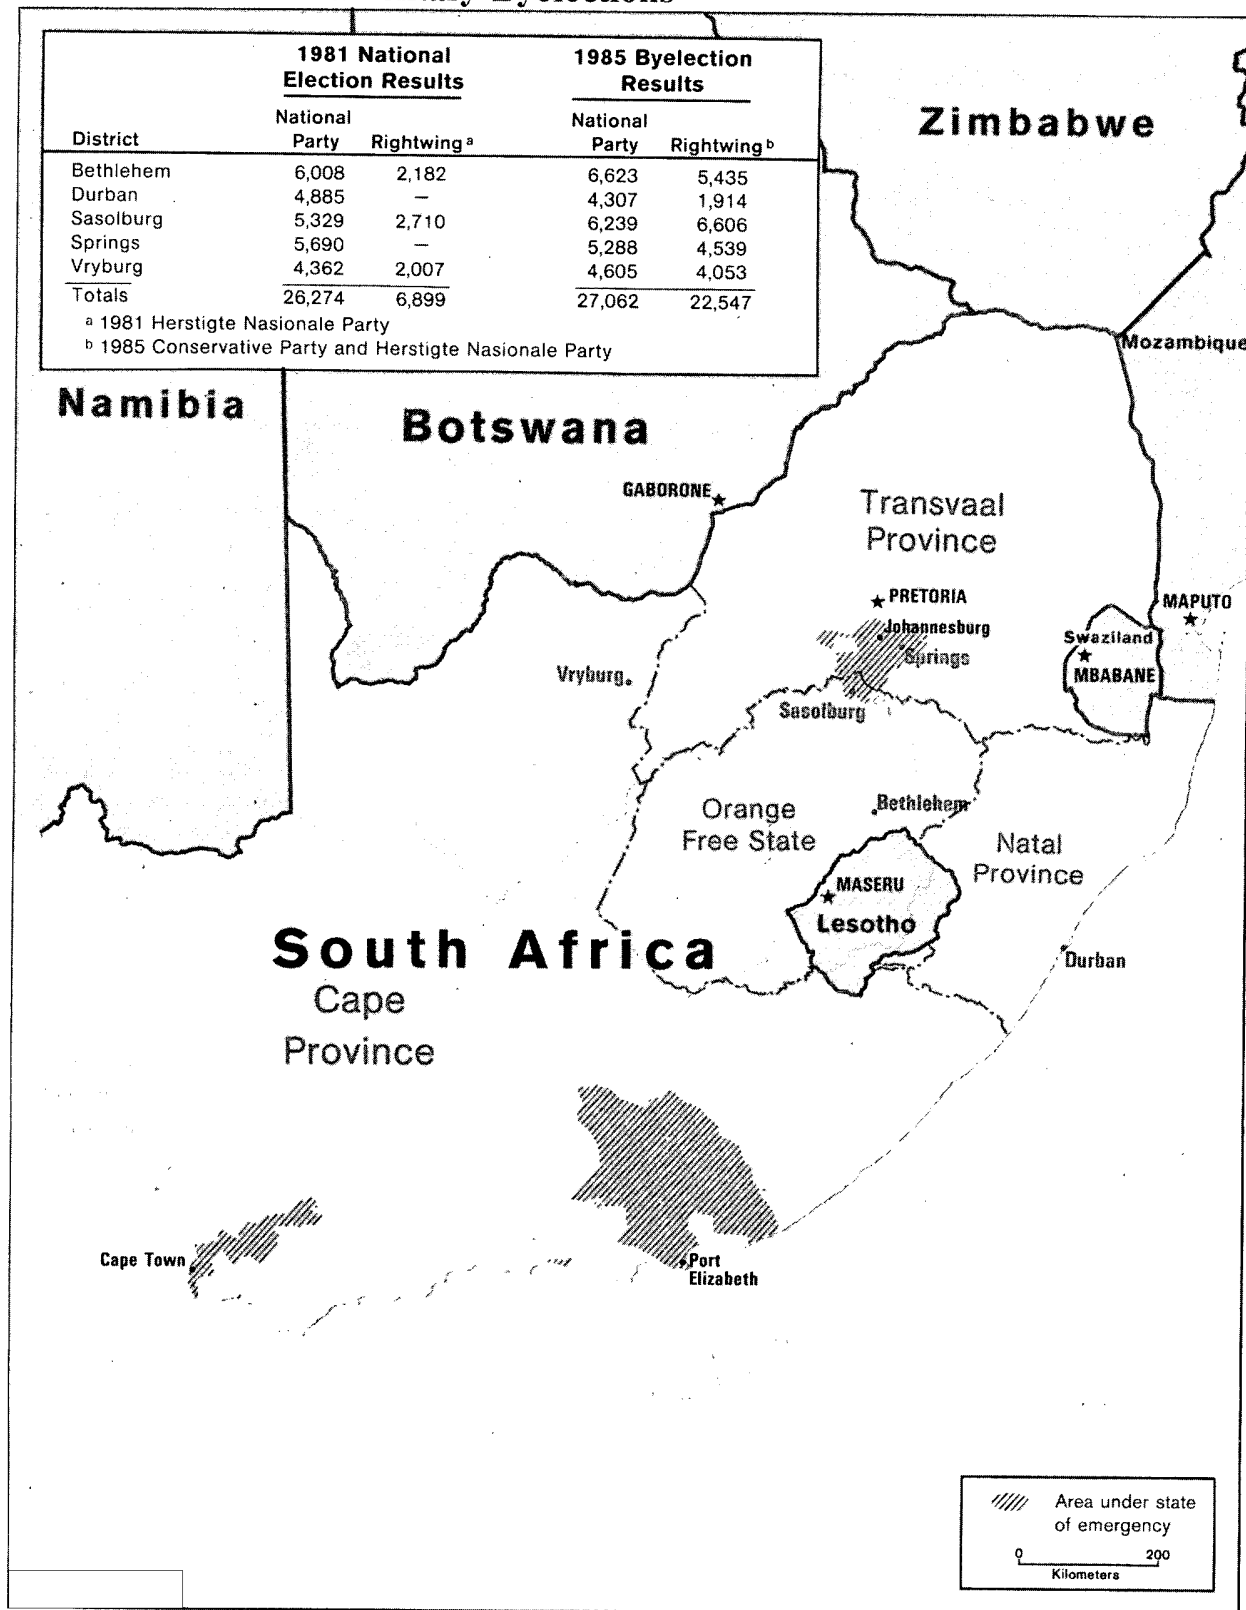 Byelections
1981 National Election Results
1985 Byelection Results
District National Party Rightwing a National Party Rightwing b
Bethlehem 6,008 2,182 6,623 5,435
Durban 4,885 — 4,307 1,914
Sasolburg 5,329 2,710 6,239 6,606
Springs 5,690 — 5,288 4,539
Vryburg 4,362 2,007 4,605 4,053
Totals 26,274 6,899 27,062 22,547
a 1981 Herstigte Nasionale Party
b 1985 Conservative Party and Herstigte Nasionale Party
Zimbabwe
Mozambique
Namibia
Botswana
GABORONE
Transvaal
Province
PRETORIA
Johannesburg
Springs
MAPUTO
Swaziland
MBABANE
Vryburg
Sasolburg
Orange
Free State
Bethlehem
Natal
Province
MASERU
Lesotho
South Africa
Durban
Cape
Province
Cape Town
Port
Elizabeth
Area under state
of emergency
0 200
Kilometers